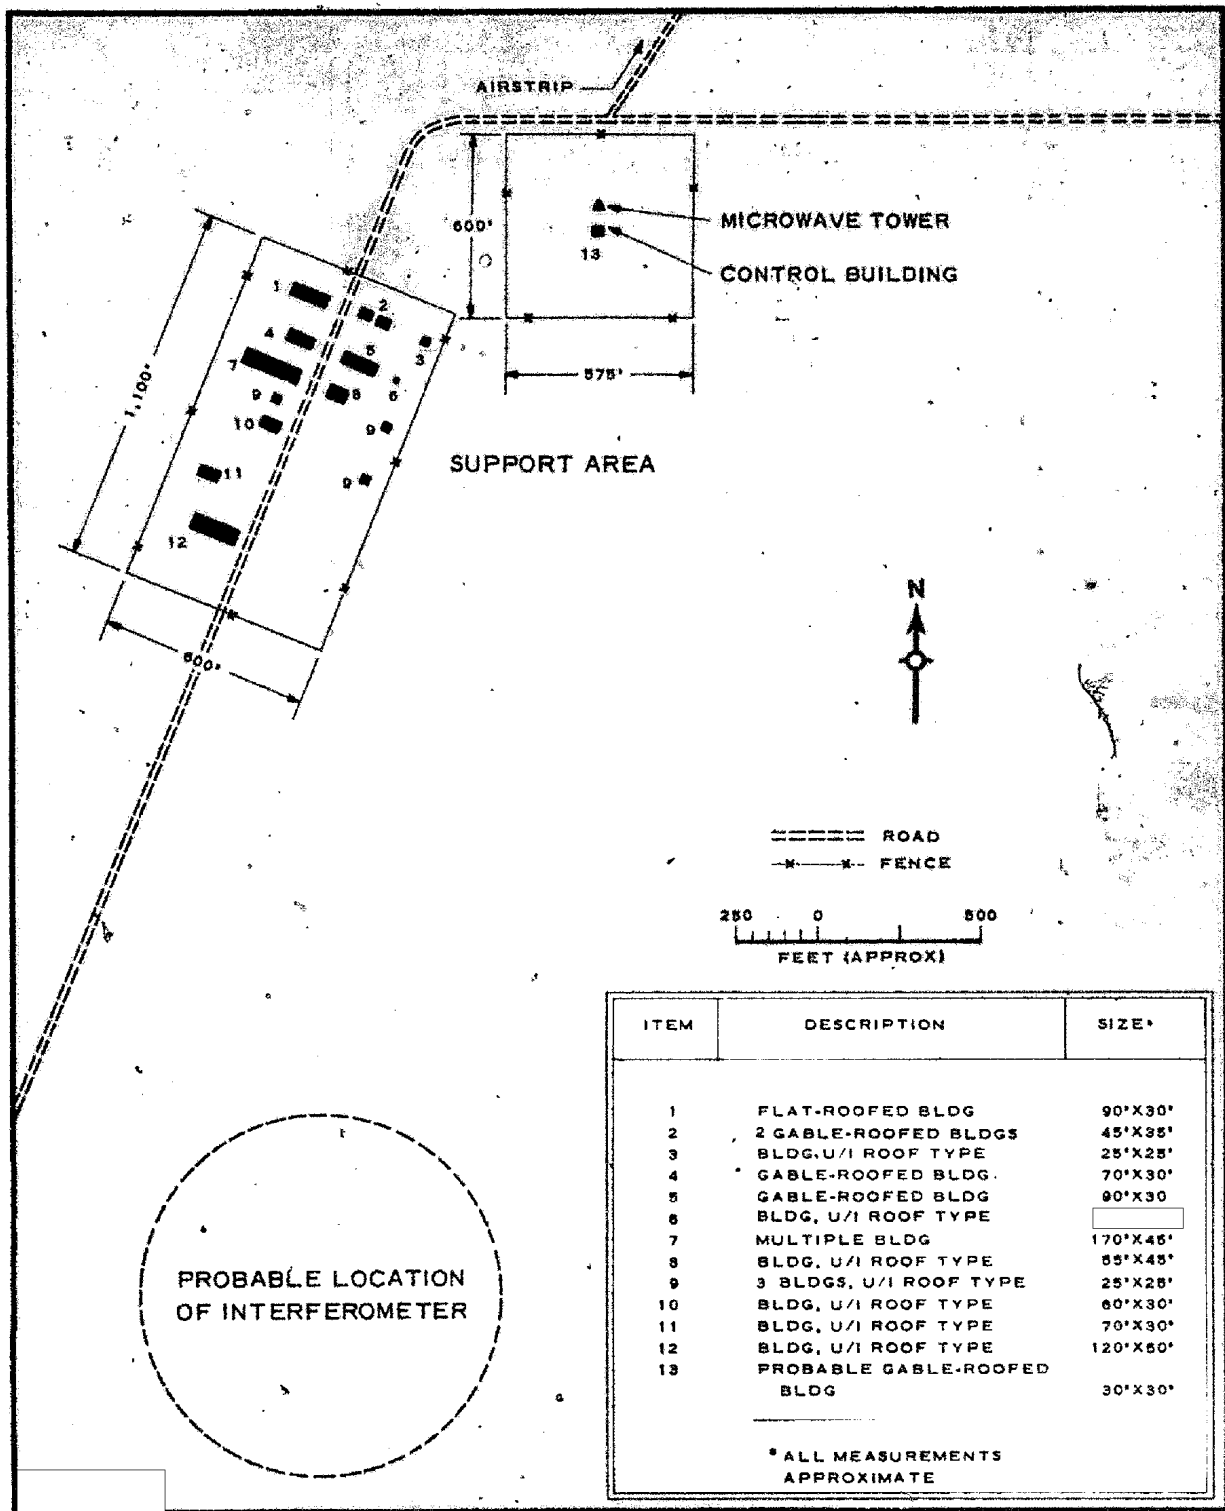 AIRSTRIP
600'
MICROWAVE TOWER
13
CONTROL BUILDING
575'
1
2
3
4
5
7
8
6
9
10
9
11
9
12
1,100'
600'
SUPPORT AREA
N
ROAD
FENCE
250 0 500
FEET (APPROX)
PROBABLE LOCATION
OF INTERFEROMETER
ITEM DESCRIPTION SIZE*
1 FLAT-ROOFED BLDG 90'X30'
2 2 GABLE-ROOFED BLDGS 45'X35'
3 BLDG, U/I ROOF TYPE 25'X25'
4 GABLE-ROOFED BLDG. 70'X30'
5 GABLE-ROOFED BLDG 90'X30
6 BLDG, U/I ROOF TYPE
7 MULTIPLE BLDG 170'X45'
8 BLDG, U/I ROOF TYPE 55'X45'
9 3 BLDGS, U/I ROOF TYPE 25'X25'
10 BLDG, U/I ROOF TYPE 60'X30'
11 BLDG, U/I ROOF TYPE 70'X30'
12 BLDG, U/I ROOF TYPE 120'X60'
13 PROBABLE GABLE-ROOFED
BLDG 30'X30'
* ALL MEASUREMENTS
APPROXIMATE